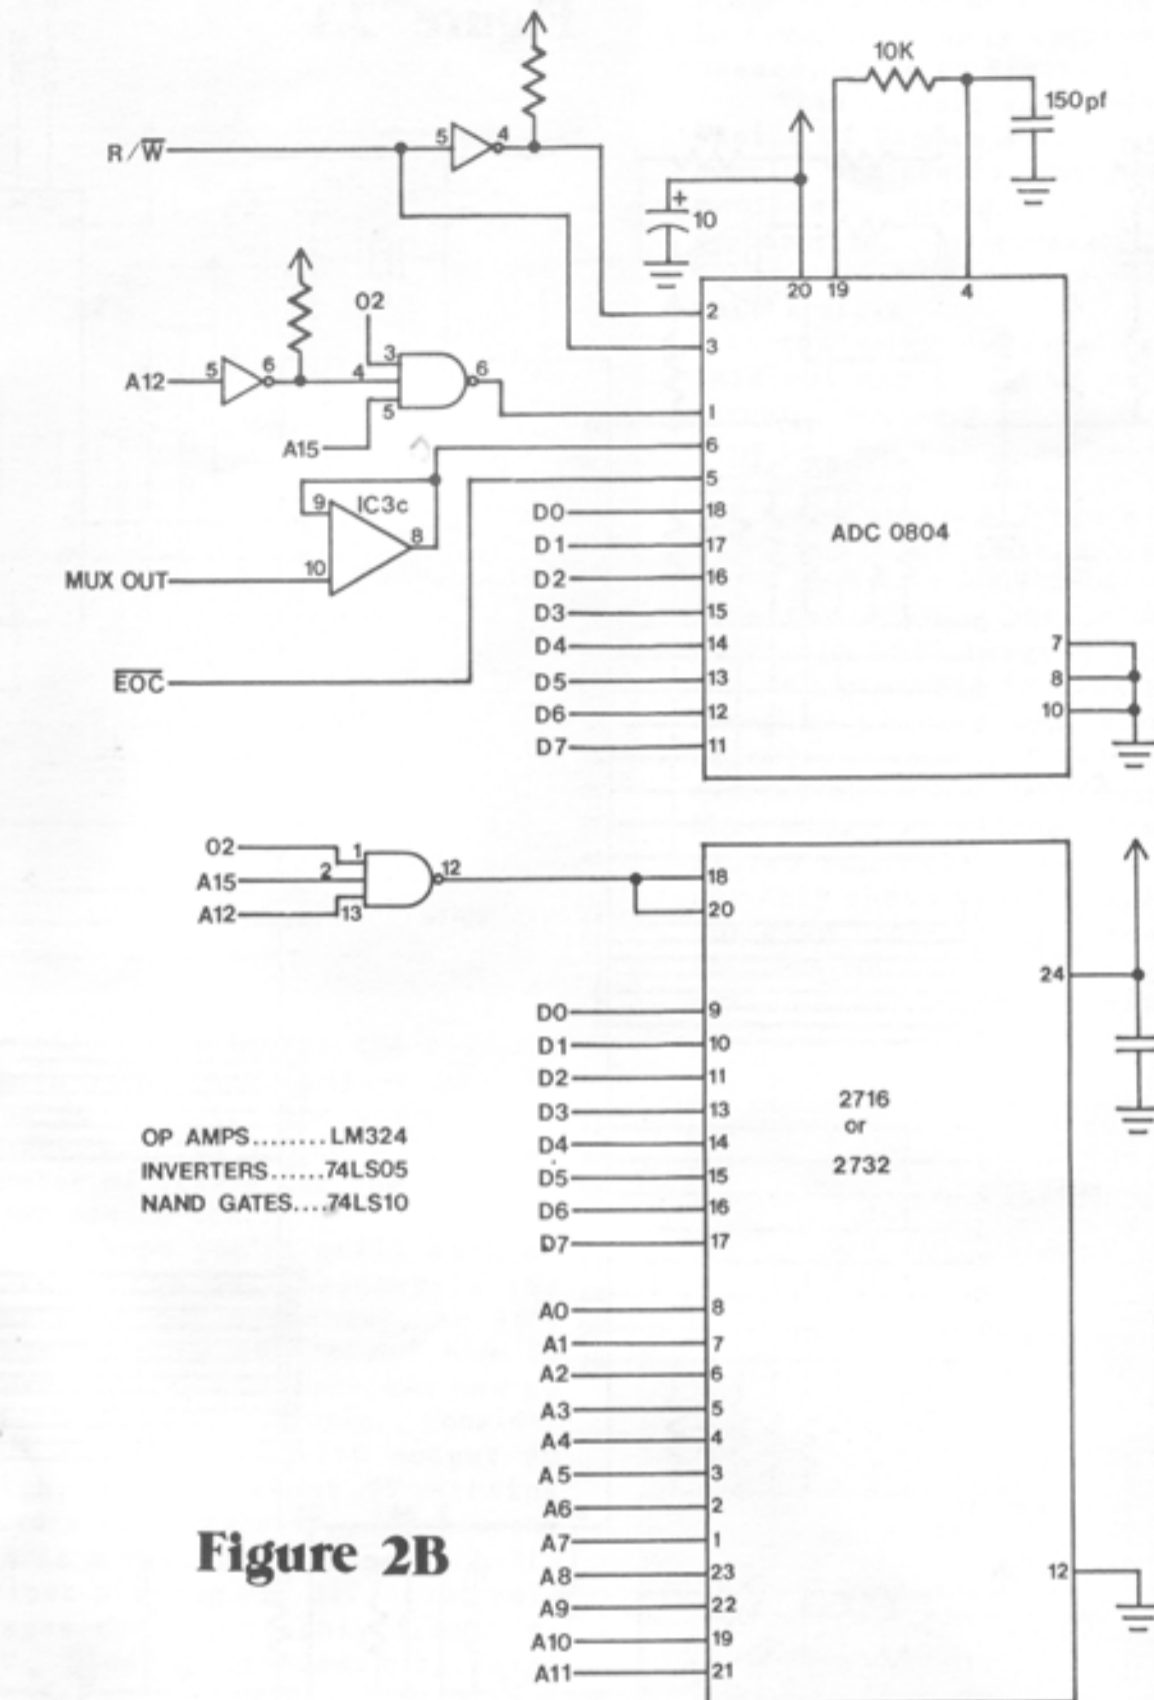 10K
150pf
R/W̅
5
4
+
10
20
19
4
2
3
02
A12
5
6
3
4
5
6
A15
1
6
5
IC3c
9
8
10
MUX OUT
E̅O̅C̅
ADC 0804
D0
18
D1
17
D2
16
D3
15
D4
14
D5
13
D6
12
D7
11
7
8
10
02
1
A15
2
A12
13
12
18
20
24
D0
9
D1
10
D2
11
D3
13
D4
14
D5
15
D6
16
D7
17
2716
or
2732
OP AMPS........LM324
INVERTERS......74LS05
NAND GATES....74LS10
A0
8
A1
7
A2
6
A3
5
A4
4
A5
3
A6
2
A7
1
A8
23
A9
22
A10
19
A11
21
12
Figure 2B